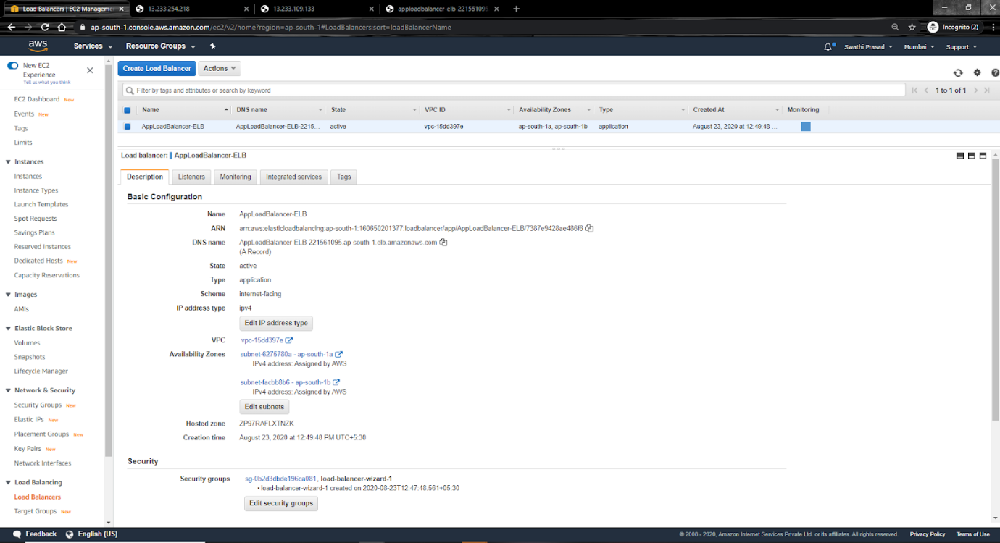 Load Balancers | EC2 Manageme
13.233.254.218
13.233.109.133
apploadbalancer-elb-221561095
ap-south-1.console.aws.amazon.com/ec2/v2/home?region=ap-south-1#LoadBalancers:sort=loadBalancerName
Incognito (2)
aws
Services
Resource Groups
Swathi Prasad
Mumbai
Support
New EC2
Experience
Tell us what you think
EC2 Dashboard New
Events New
Tags
Limits
Instances
Instances
Instance Types
Launch Templates
Spot Requests
Savings Plans
Reserved Instances
Dedicated Hosts New
Capacity Reservations
Images
AMIs
Elastic Block Store
Volumes
Snapshots
Lifecycle Manager
Network & Security
Security Groups New
Elastic IPs New
Placement Groups New
Key Pairs New
Network Interfaces
Load Balancing
Load Balancers
Target Groups New
Create Load Balancer
Actions
Filter by tags and attributes or search by keyword
1 to 1 of 1
Name DNS name State VPC ID Availability Zones Type Created At Monitoring
AppLoadBalancer-ELB AppLoadBalancer-ELB-2215... active vpc-15dd397e ap-south-1a, ap-south-1b application August 23, 2020 at 12:49:48 ...
Load balancer: AppLoadBalancer-ELB
Description Listeners Monitoring Integrated services Tags
Basic Configuration
Name AppLoadBalancer-ELB
ARN arn:aws:elasticloadbalancing:ap-south-1:160650201377:loadbalancer/app/AppLoadBalancer-ELB/7387e9428ae486f6
DNS name AppLoadBalancer-ELB-221561095.ap-south-1.elb.amazonaws.com
(A Record)
State active
Type application
Scheme internet-facing
IP address type ipv4
Edit IP address type
VPC vpc-15dd397e
Availability Zones subnet-6275780a - ap-south-1a
IPv4 address: Assigned by AWS
subnet-facbb8b6 - ap-south-1b
IPv4 address: Assigned by AWS
Edit subnets
Hosted zone ZP97RAFLXTNZK
Creation time August 23, 2020 at 12:49:48 PM UTC+5:30
Security
Security groups sg-0b2d3dbde196ca081, load-balancer-wizard-1
• load-balancer-wizard-1 created on 2020-08-23T12:47:48.561+05:30
Edit security groups
Feedback
English (US)
© 2008 - 2020, Amazon Internet Services Private Ltd. or its affiliates. All rights reserved.
Privacy Policy
Terms of Use